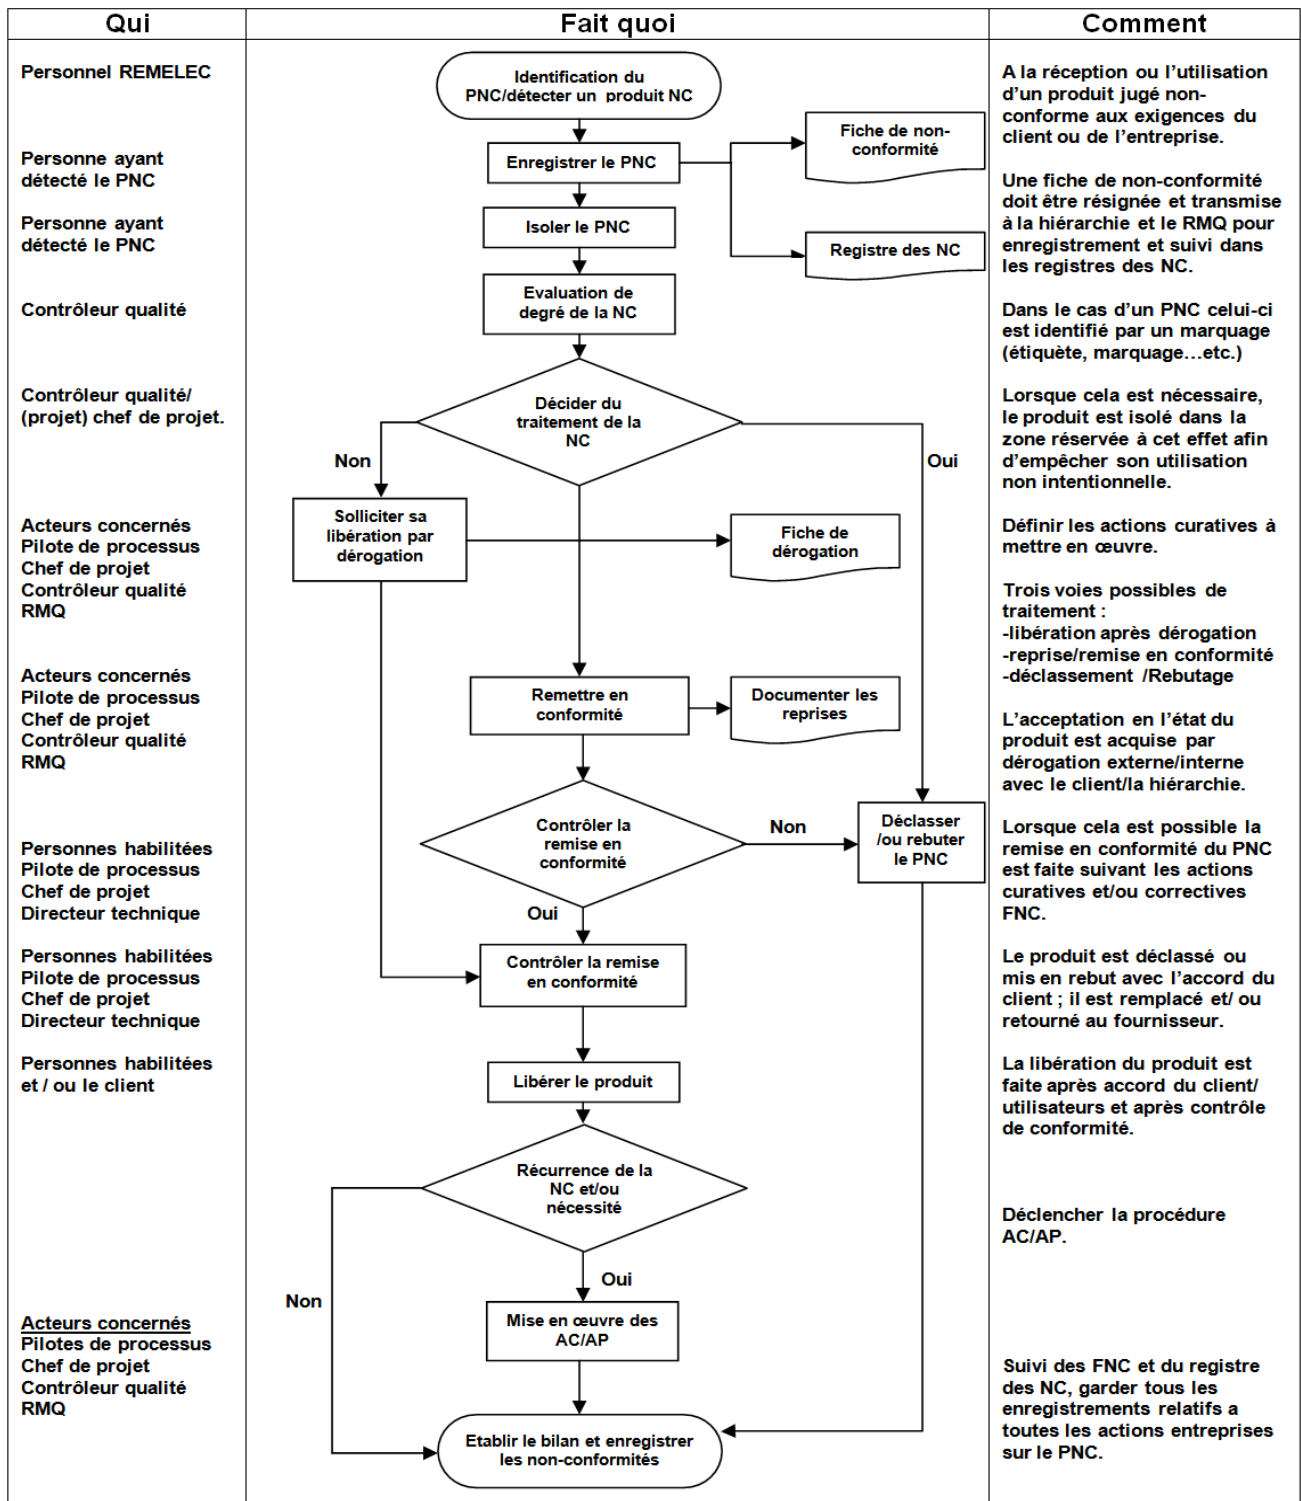 Qui
Fait quoi
Comment
Personnel REMELEC
Personne ayant
détecté le PNC
Personne ayant
détecté le PNC
Contrôleur qualité
Contrôleur qualité/
(projet) chef de projet.
Acteurs concernés
Pilote de processus
Chef de projet
Contrôleur qualité
RMQ
Acteurs concernés
Pilote de processus
Chef de projet
Contrôleur qualité
RMQ
Personnes habilitées
Pilote de processus
Chef de projet
Directeur technique
Personnes habilitées
Pilote de processus
Chef de projet
Directeur technique
Personnes habilitées
et / ou le client
Acteurs concernés
Pilotes de processus
Chef de projet
Contrôleur qualité
RMQ
Identification du
PNC/détecter un produit NC
Fiche de non-
conformité
Enregistrer le PNC
Isoler le PNC
Registre des NC
Evaluation de
degré de la NC
Décider du
traitement de la
NC
Non
Oui
Solliciter sa
libération par
dérogation
Fiche de
dérogation
Remettre en
conformité
Documenter les
reprises
Contrôler la
remise en
conformité
Non
Déclasser
/ou rebuter
le PNC
Oui
Contrôler la remise
en conformité
Libérer le produit
Récurrence de la
NC et/ou
nécessité
Oui
Non
Mise en œuvre des
AC/AP
Etablir le bilan et enregistrer
les non-conformités
A la réception ou l’utilisation
d’un produit jugé non-
conforme aux exigences du
client ou de l’entreprise.
Une fiche de non-conformité
doit être résignée et transmise
à la hiérarchie et le RMQ pour
enregistrement et suivi dans
les registres des NC.
Dans le cas d’un PNC celui-ci
est identifié par un marquage
(étiquète, marquage…etc.)
Lorsque cela est nécessaire,
le produit est isolé dans la
zone réservée à cet effet afin
d’empêcher son utilisation
non intentionnelle.
Définir les actions curatives à
mettre en œuvre.
Trois voies possibles de
traitement :
-libération après dérogation
-reprise/remise en conformité
-déclassement /Rebutage
L’acceptation en l’état du
produit est acquise par
dérogation externe/interne
avec le client/la hiérarchie.
Lorsque cela est possible la
remise en conformité du PNC
est faite suivant les actions
curatives et/ou correctives
FNC.
Le produit est déclassé ou
mis en rebut avec l’accord du
client ; il est remplacé et/ ou
retourné au fournisseur.
La libération du produit est
faite après accord du client/
utilisateurs et après contrôle
de conformité.
Déclencher la procédure
AC/AP.
Suivi des FNC et du registre
des NC, garder tous les
enregistrements relatifs a
toutes les actions entreprises
sur le PNC.